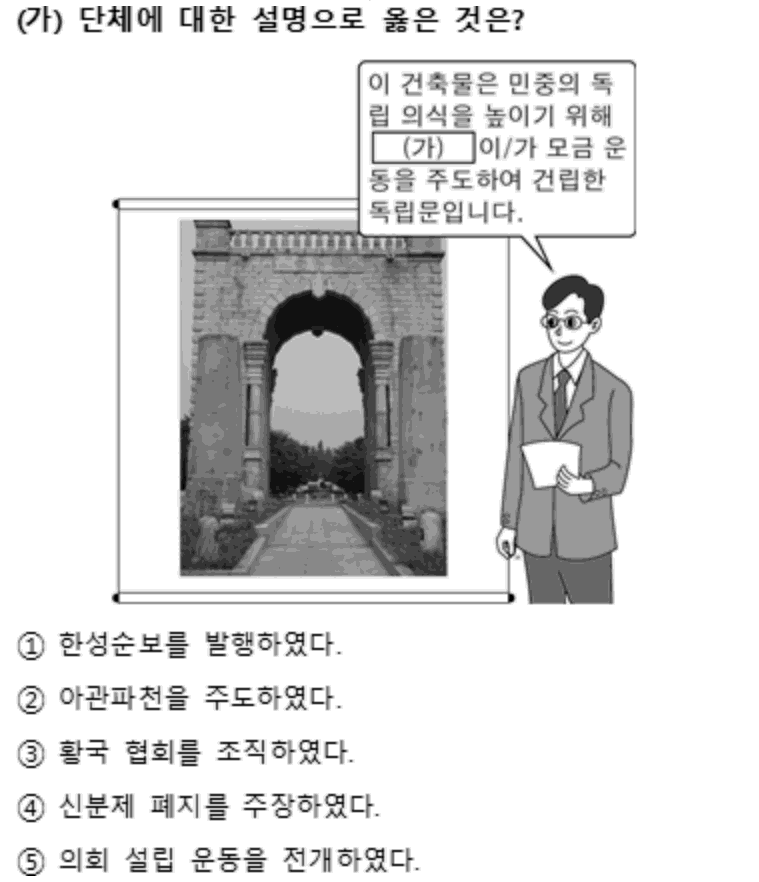 (가) 단체에 대한 설명으로 옳은 것은?
이 건축물은 민중의 독
립 의식을 높이기 위해
(가) 이/가 모금 운
동을 주도하여 건립한
독립문입니다.
① 한성순보를 발행하였다.
② 아관파천을 주도하였다.
③ 황국 협회를 조직하였다.
④ 신분제 폐지를 주장하였다.
⑤ 의회 설립 운동을 전개하였다.